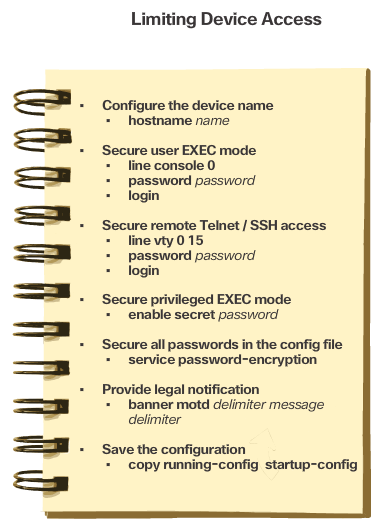 Limiting Device Access
▪ Configure the device name
▪ hostname name
▪ Secure user EXEC mode
▪ line console 0
▪ password password
▪ login
▪ Secure remote Telnet / SSH access
▪ line vty 0 15
▪ password password
▪ login
▪ Secure privileged EXEC mode
▪ enable secret password
▪ Secure all passwords in the config file
▪ service password-encryption
▪ Provide legal notification
▪ banner motd delimiter message
delimiter
▪ Save the configuration
▪ copy running-config startup-config